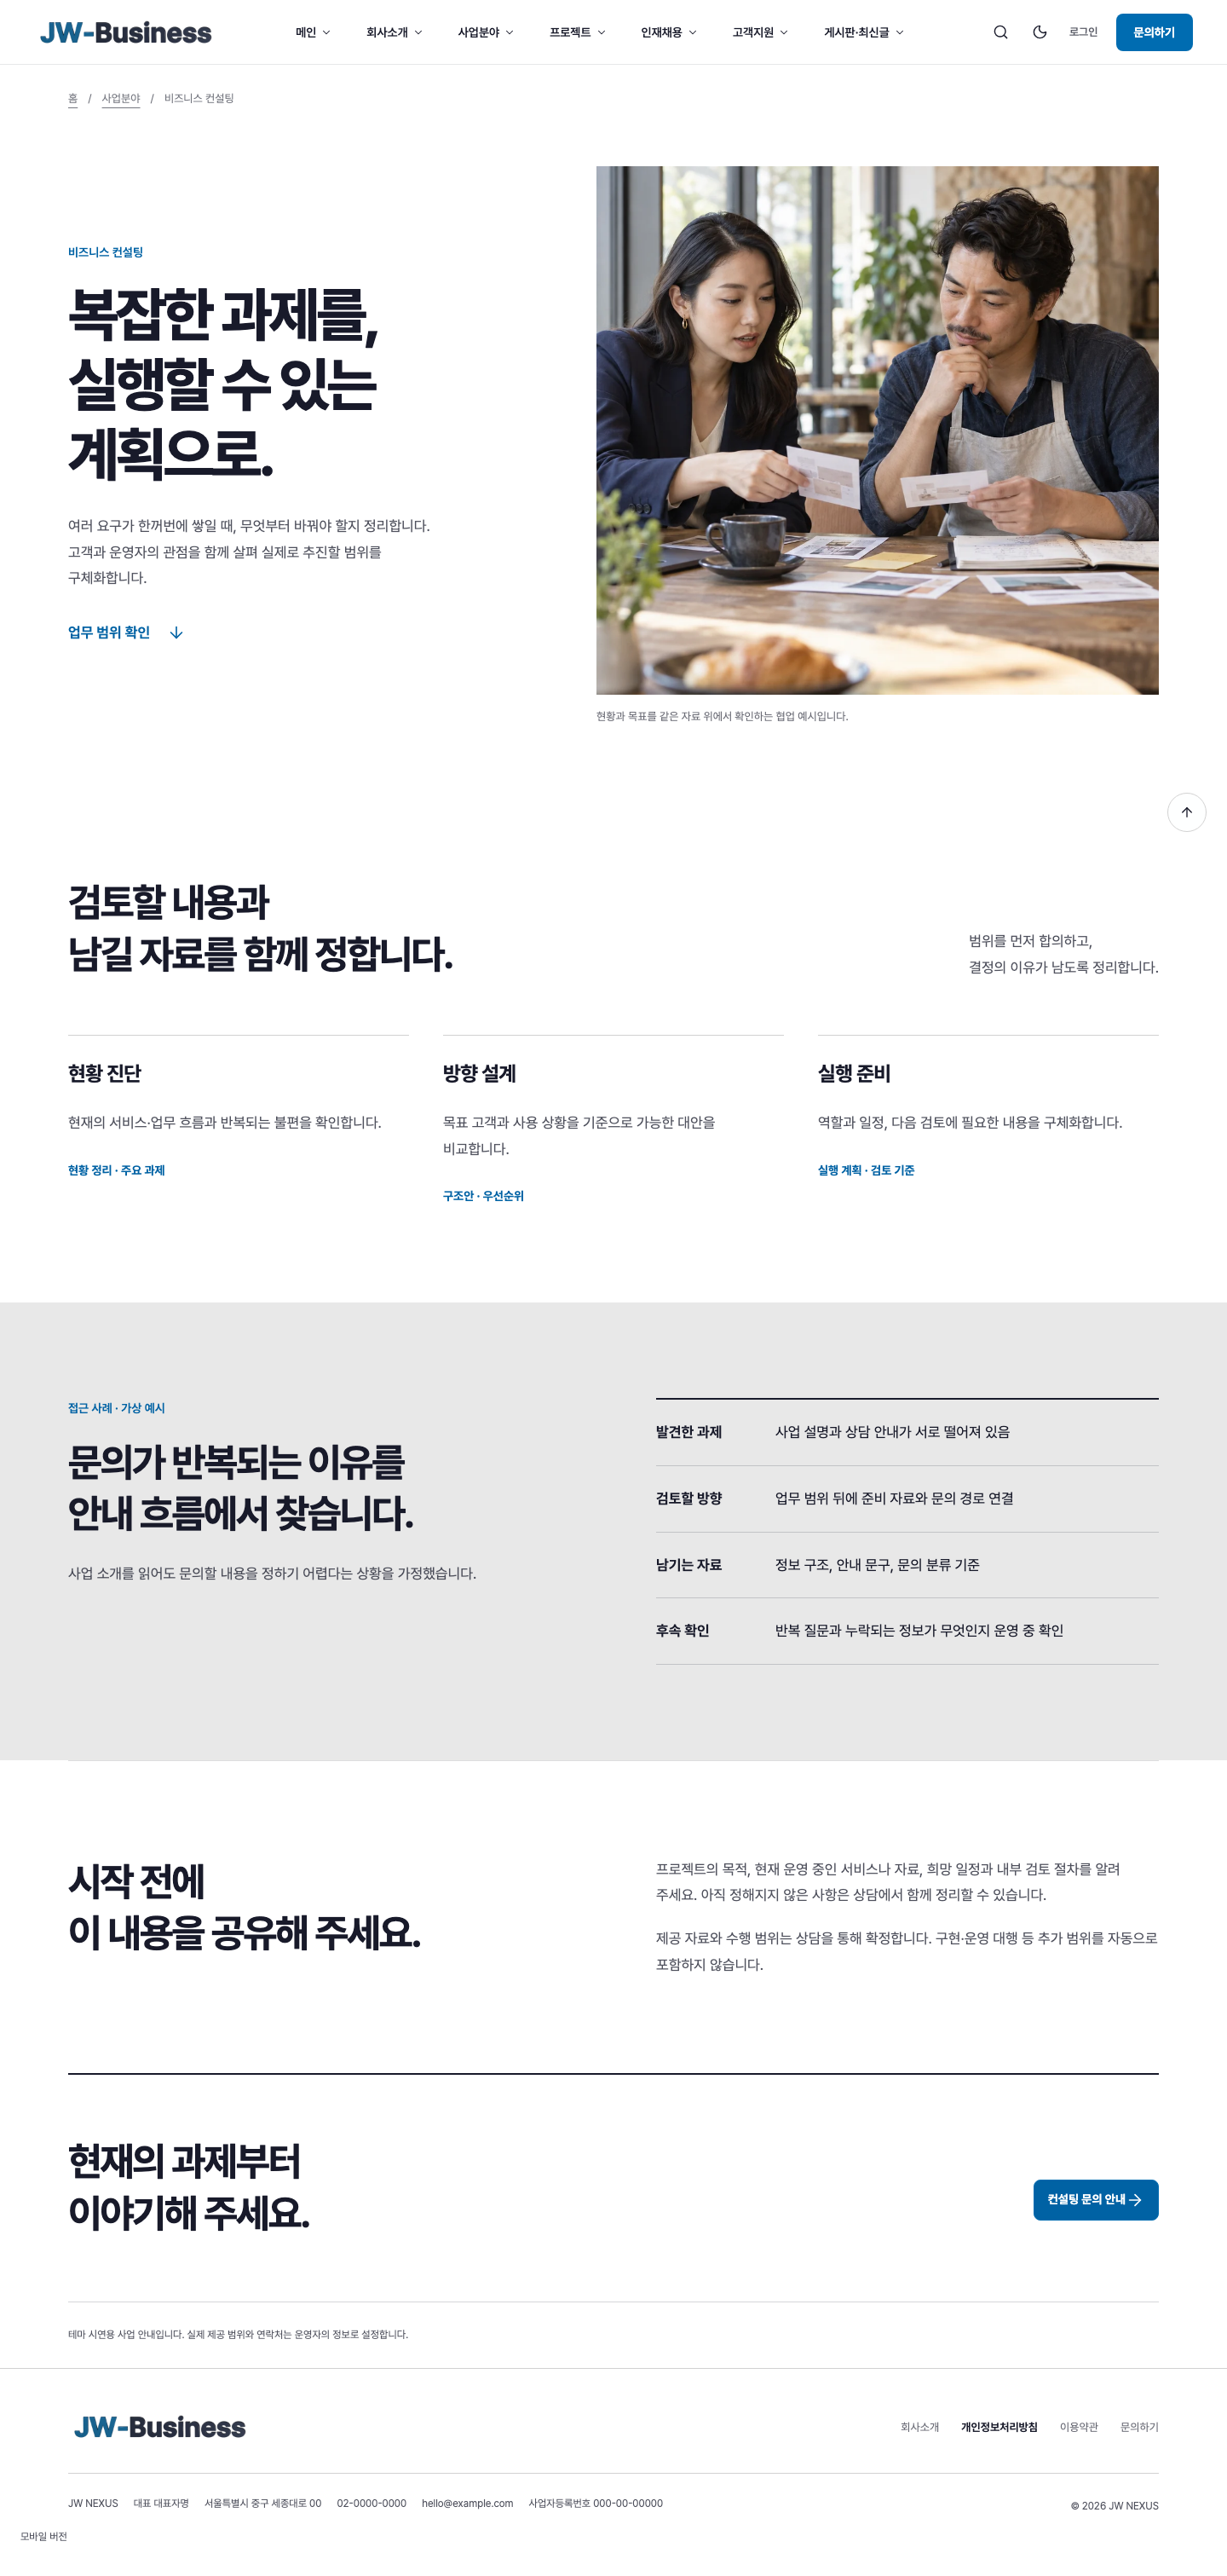 JW-Business
메인
회사소개
사업분야
프로젝트
인재채용
고객지원
게시판·최신글
로그인
문의하기
홈 / 사업분야 / 비즈니스 컨설팅
비즈니스 컨설팅
복잡한 과제를,
실행할 수 있는
계획으로.
여러 요구가 한꺼번에 쌓일 때, 무엇부터 바꿔야 할지 정리합니다.
고객과 운영자의 관점을 함께 살펴 실제로 추진할 범위를
구체화합니다.
업무 범위 확인
현황과 목표를 같은 자료 위에서 확인하는 협업 예시입니다.
검토할 내용과
남길 자료를 함께 정합니다.
범위를 먼저 합의하고,
결정의 이유가 남도록 정리합니다.
현황 진단
현재의 서비스·업무 흐름과 반복되는 불편을 확인합니다.
현황 정리 · 주요 과제
방향 설계
목표 고객과 사용 상황을 기준으로 가능한 대안을
비교합니다.
구조안 · 우선순위
실행 준비
역할과 일정, 다음 검토에 필요한 내용을 구체화합니다.
실행 계획 · 검토 기준
접근 사례 · 가상 예시
문의가 반복되는 이유를
안내 흐름에서 찾습니다.
사업 소개를 읽어도 문의할 내용을 정하기 어렵다는 상황을 가정했습니다.
발견한 과제 사업 설명과 상담 안내가 서로 떨어져 있음
검토할 방향 업무 범위 뒤에 준비 자료와 문의 경로 연결
남기는 자료 정보 구조, 안내 문구, 문의 분류 기준
후속 확인 반복 질문과 누락되는 정보가 무엇인지 운영 중 확인
시작 전에
이 내용을 공유해 주세요.
프로젝트의 목적, 현재 운영 중인 서비스나 자료, 희망 일정과 내부 검토 절차를 알려
주세요. 아직 정해지지 않은 사항은 상담에서 함께 정리할 수 있습니다.
제공 자료와 수행 범위는 상담을 통해 확정합니다. 구현·운영 대행 등 추가 범위를 자동으로
포함하지 않습니다.
현재의 과제부터
이야기해 주세요.
컨설팅 문의 안내
테마 시연용 사업 안내입니다. 실제 제공 범위와 연락처는 운영자의 정보로 설정합니다.
JW-Business
회사소개
개인정보처리방침
이용약관
문의하기
JW NEXUS 대표 대표자명 서울특별시 중구 세종대로 00 02-0000-0000 hello@example.com 사업자등록번호 000-00-00000
© 2026 JW NEXUS
모바일 버전